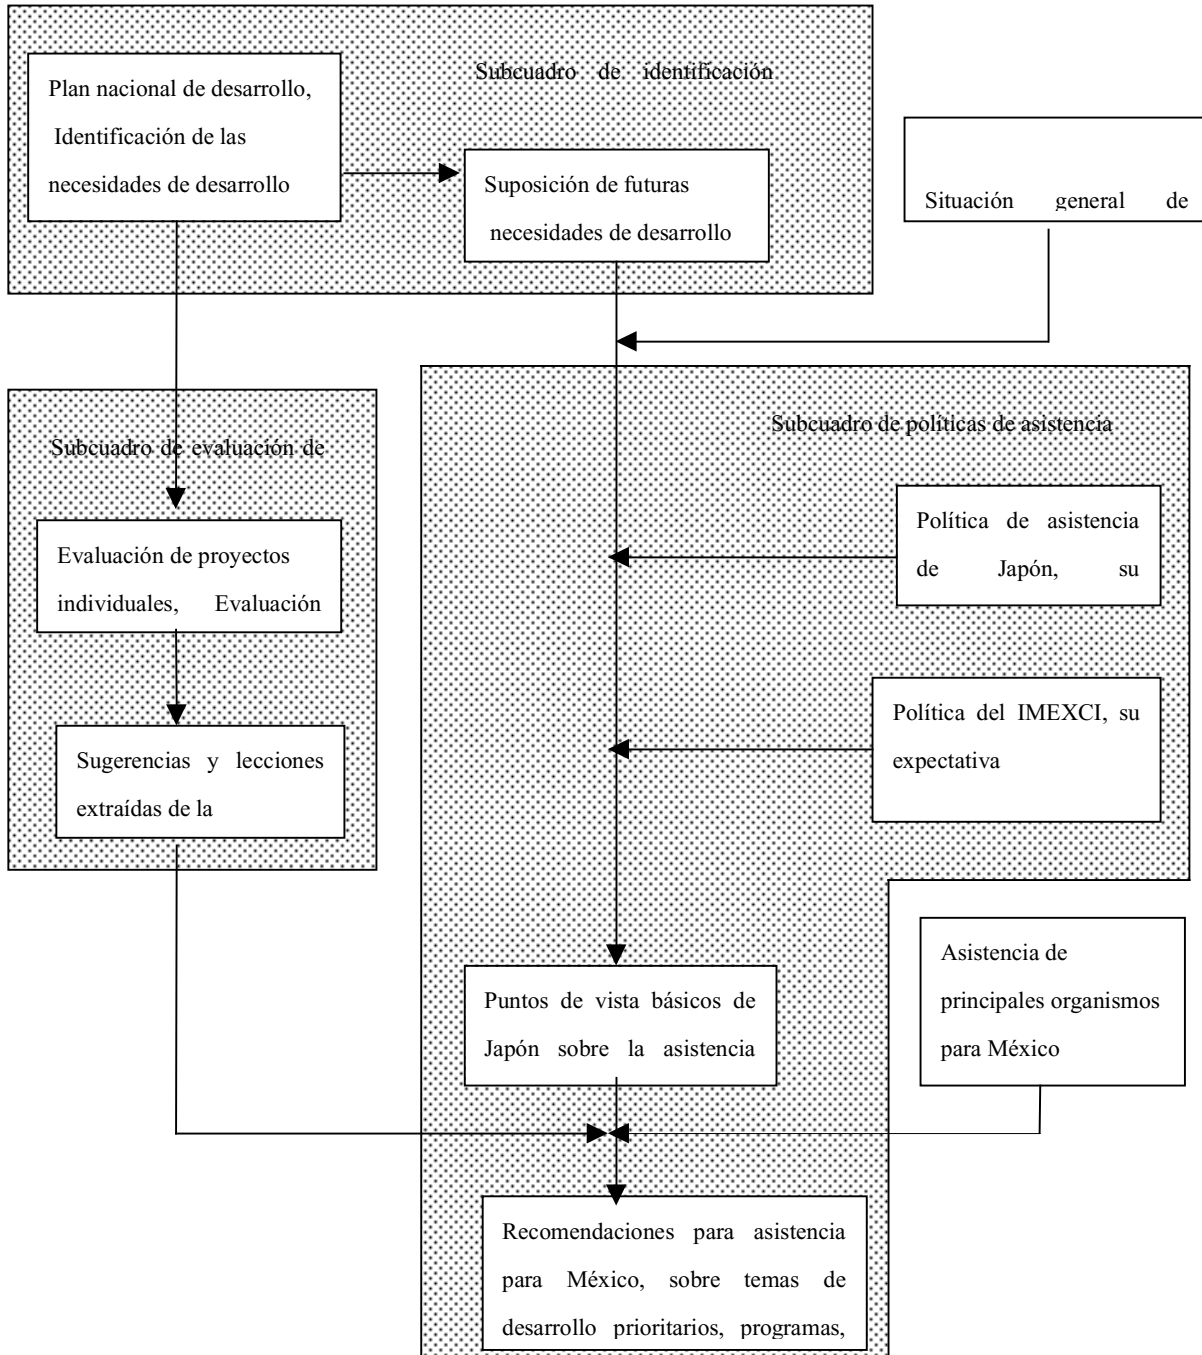 Subcuadro de identificación
Plan nacional de desarrollo,
Identificación de las
necesidades de desarrollo
Suposición de futuras
necesidades de desarrollo
Situación general de
Subcuadro de evaluación de
Subcuadro de políticas de asistencia
Política de asistencia
de Japón, su
Evaluación de proyectos
individuales, Evaluación
Política del IMEXCI, su
expectativa
Sugerencias y lecciones
extraídas de la
Asistencia de
principales organismos
para México
Puntos de vista básicos de
Japón sobre la asistencia
Recomendaciones para asistencia
para México, sobre temas de
desarrollo prioritarios, programas,